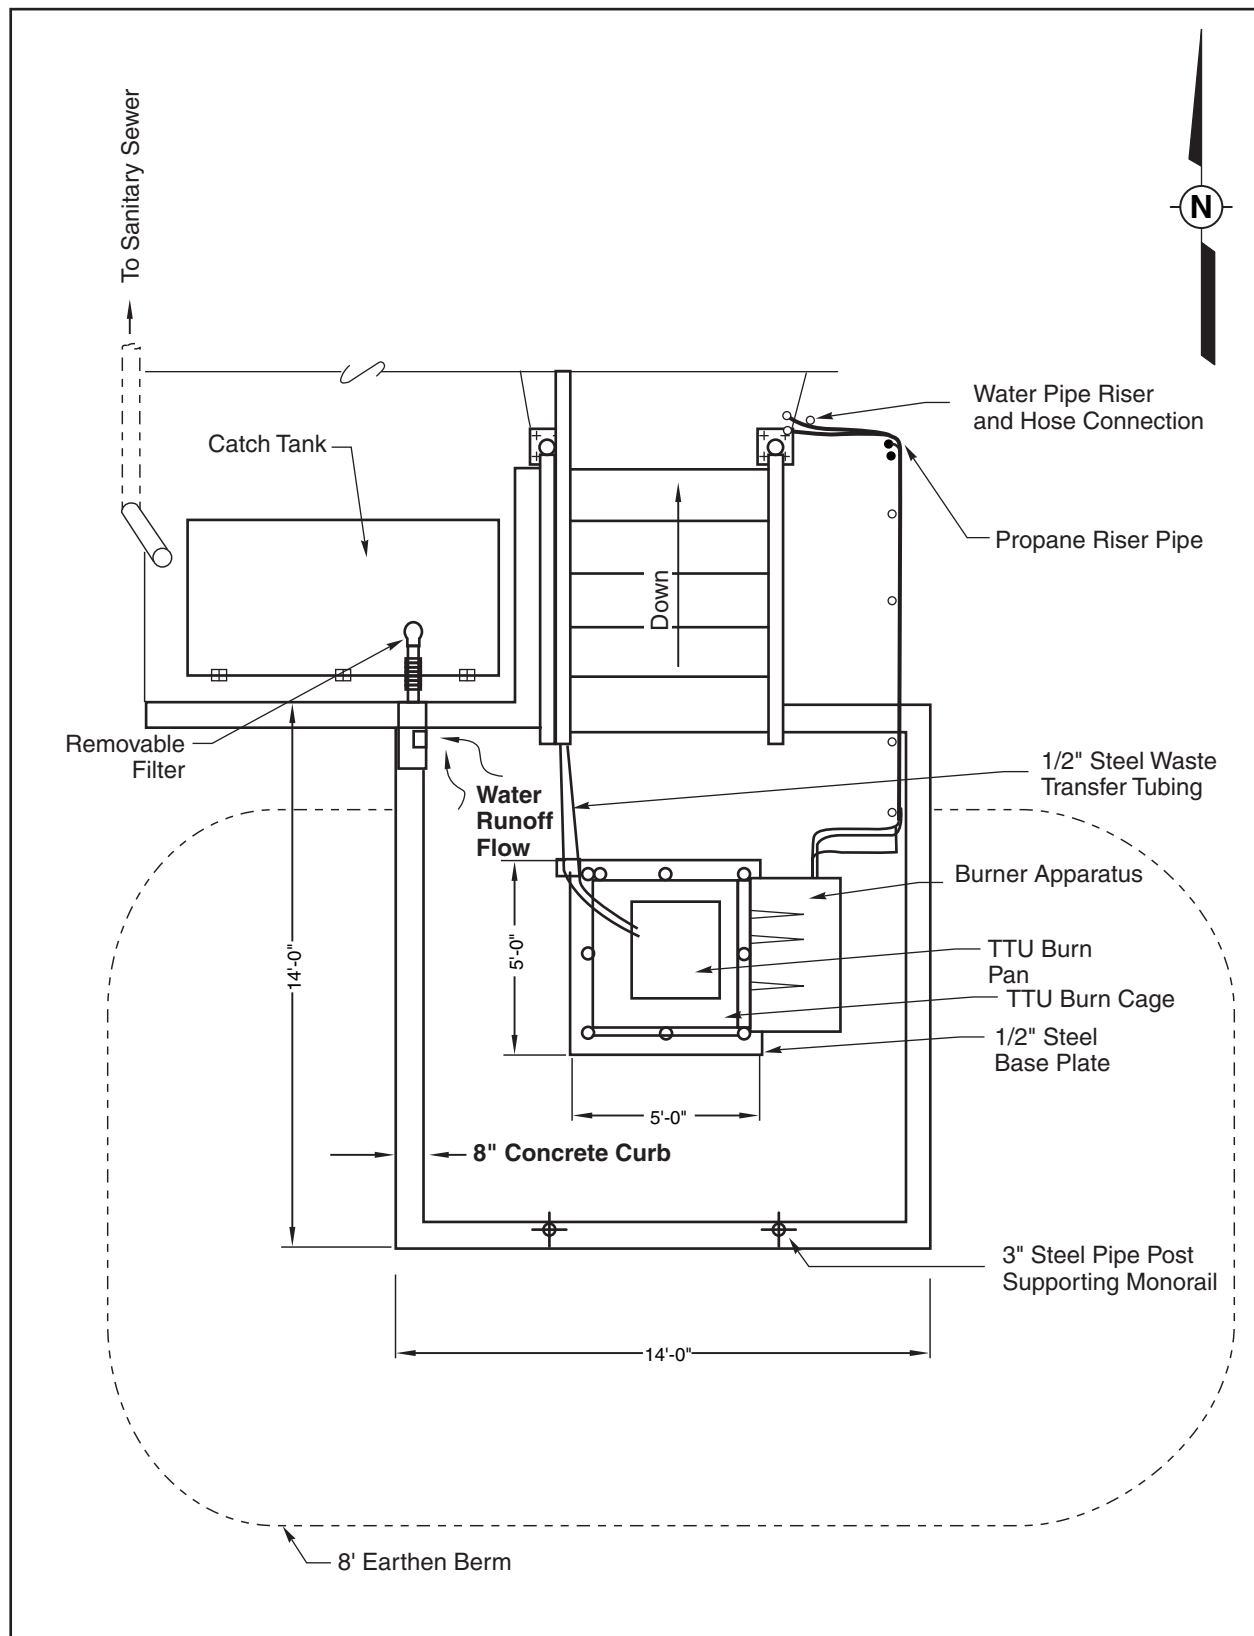 To Sanitary Sewer
N
Water Pipe Riser
and Hose Connection
Catch Tank
Propane Riser Pipe
Down
Removable
Filter
1/2" Steel Waste
Transfer Tubing
Water
Runoff
Flow
Burner Apparatus
14'-0"
5'-0"
TTU Burn
Pan
TTU Burn Cage
1/2" Steel
Base Plate
5'-0"
8" Concrete Curb
3" Steel Pipe Post
Supporting Monorail
14'-0"
8' Earthen Berm